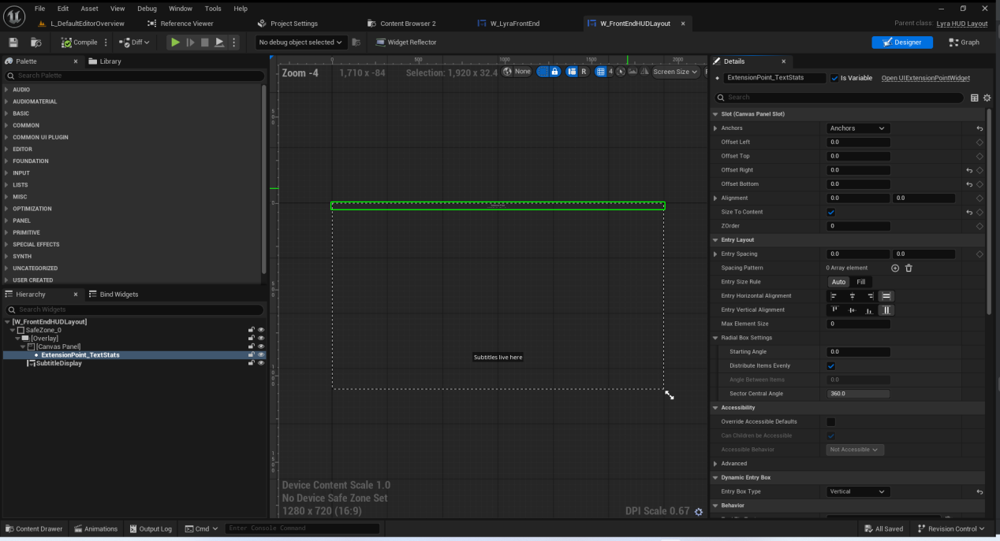 File Edit Asset View Debug Window Tools Help
L_DefaultEditorOverview Reference Viewer Project Settings Content Browser 2 W_LyraFrontEnd W_FrontEndHUDLayout Parent class: Lyra HUD Layout
Compile Diff No debug object selected Widget Reflector Designer Graph
Palette Library
Search Palette
AUDIO
AUDIOMATERIAL
BASIC
COMMON
COMMON UI PLUGIN
EDITOR
FOUNDATION
INPUT
LISTS
MISC
OPTIMIZATION
PANEL
PRIMITIVE
SPECIAL EFFECTS
SYNTH
UNCATEGORIZED
USER CREATED
Hierarchy Bind Widgets
Search Widgets
[W_FrontEndHUDLayout]
SafeZone_0
[Overlay]
[Canvas Panel]
ExtensionPoint_TextStats
SubtitleDisplay
0 500 1000 1500 2000
Zoom -4 1,710 x -84 Selection: 1,920 x 32.4 None R 4 Screen Size
Subtitles live here
Device Content Scale 1.0
No Device Safe Zone Set
1280 x 720 (16:9) DPI Scale 0.67
Details
ExtensionPoint_TextStats Is Variable Open UIExtensionPointWidget
Search
Slot (Canvas Panel Slot)
Anchors Anchors
Offset Left 0.0
Offset Top 0.0
Offset Right 0.0
Offset Bottom 0.0
Alignment 0.0 0.0
Size To Content
ZOrder 0
Entry Layout
Entry Spacing 0.0 0.0
Spacing Pattern 0 Array element
Entry Size Rule Auto Fill
Entry Horizontal Alignment
Entry Vertical Alignment
Max Element Size 0
Radial Box Settings
Starting Angle 0.0
Distribute Items Evenly
Angle Between Items 0.0
Sector Central Angle 360.0
Accessibility
Override Accessible Defaults
Can Children be Accessible
Accessible Behavior Not Accessible
Advanced
Dynamic Entry Box
Entry Box Type Vertical
Behavior
Content Drawer Animations Output Log Cmd Enter Console Command All Saved Revision Control